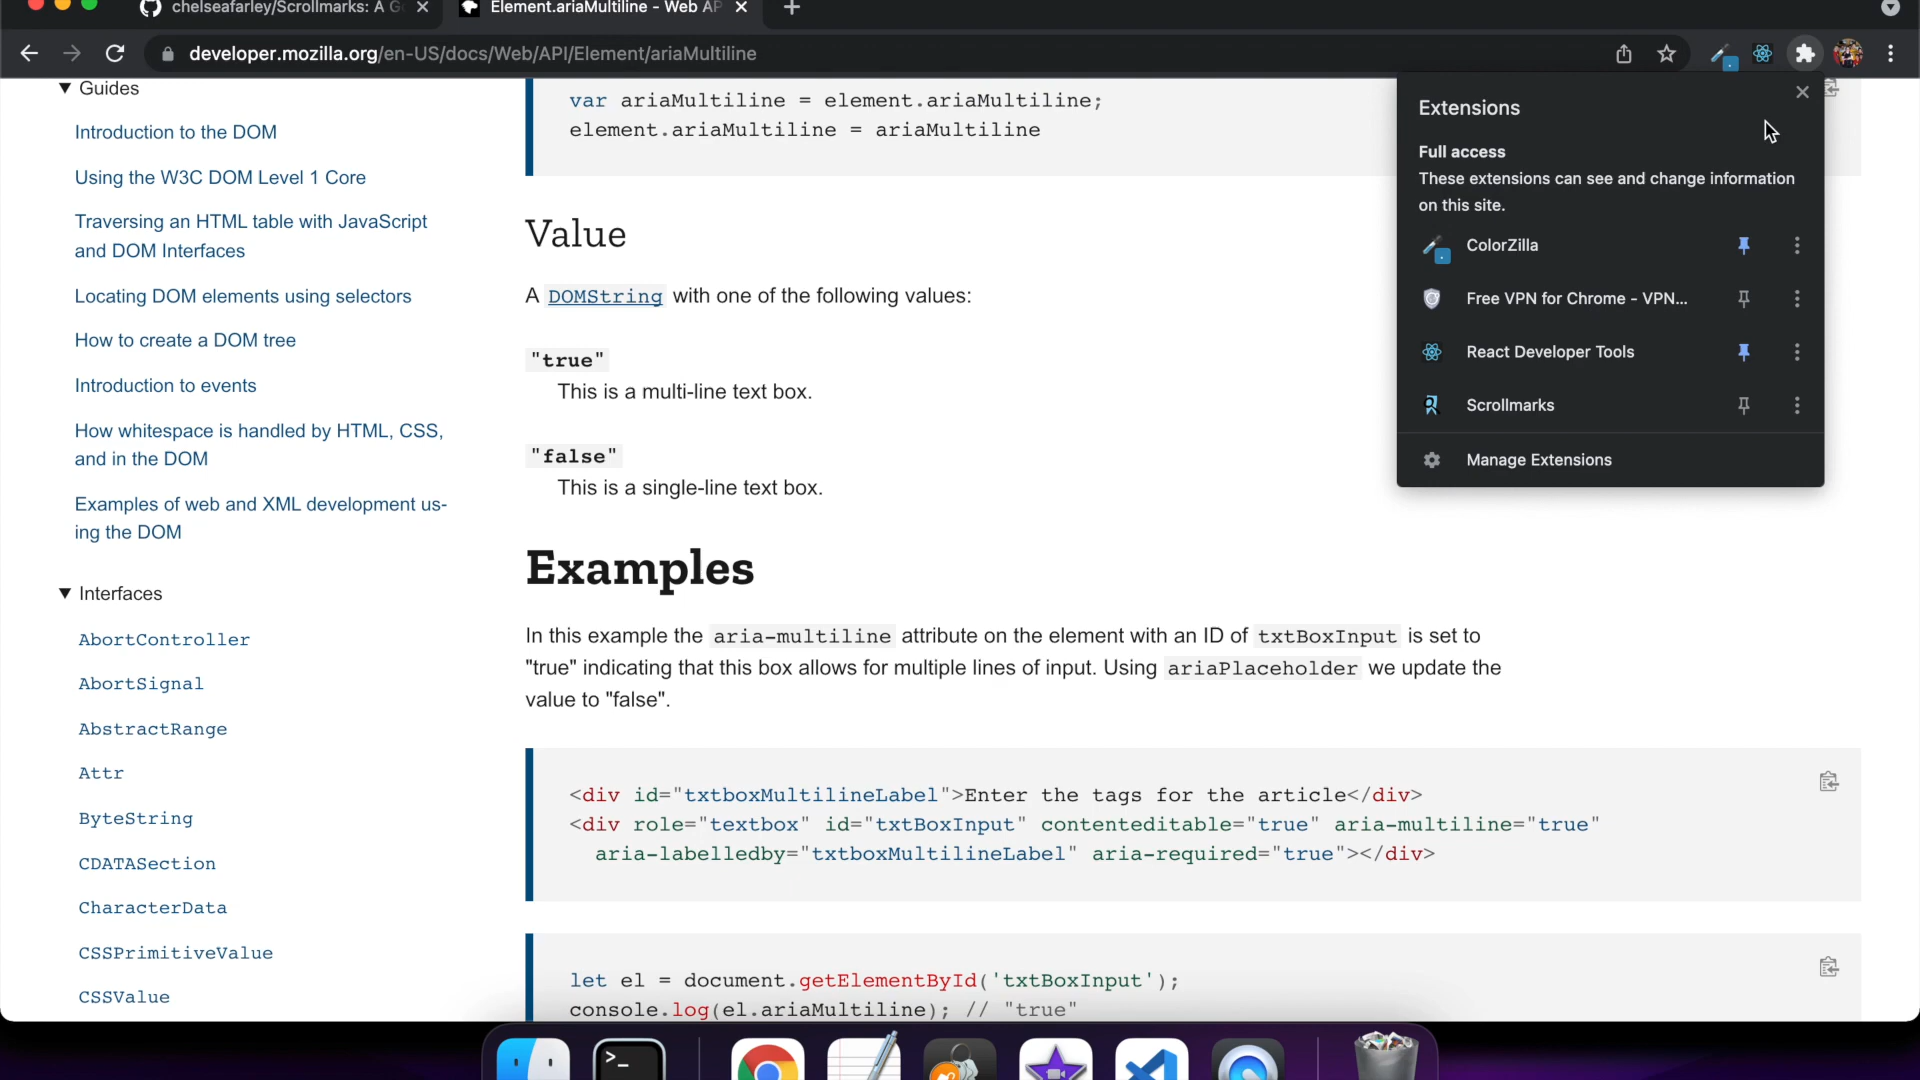 chelseafarley/Scrollmarks: A G
Element.ariaMultiline - Web AP
developer.mozilla.org/en-US/docs/Web/API/Element/ariaMultiline
▼ Guides
Introduction to the DOM
Using the W3C DOM Level 1 Core
Traversing an HTML table with JavaScript
and DOM Interfaces
Locating DOM elements using selectors
How to create a DOM tree
Introduction to events
How whitespace is handled by HTML, CSS,
and in the DOM
Examples of web and XML development us-
ing the DOM
▼ Interfaces
AbortController
AbortSignal
AbstractRange
Attr
ByteString
CDATASection
CharacterData
CSSPrimitiveValue
CSSValue
var ariaMultiline = element.ariaMultiline;
element.ariaMultiline = ariaMultiline
Value
A DOMString with one of the following values:
"true"
This is a multi-line text box.
"false"
This is a single-line text box.
Examples
In this example the aria-multiline attribute on the element with an ID of txtBoxInput is set to
"true" indicating that this box allows for multiple lines of input. Using ariaPlaceholder we update the
value to "false".
<div id="txtboxMultilineLabel">Enter the tags for the article</div>
<div role="textbox" id="txtBoxInput" contenteditable="true" aria-multiline="true"
aria-labelledby="txtboxMultilineLabel" aria-required="true"></div>
let el = document.getElementById('txtBoxInput');
console.log(el.ariaMultiline); // "true"
Extensions
Full access
These extensions can see and change information
on this site.
ColorZilla
Free VPN for Chrome - VPN...
React Developer Tools
Scrollmarks
Manage Extensions